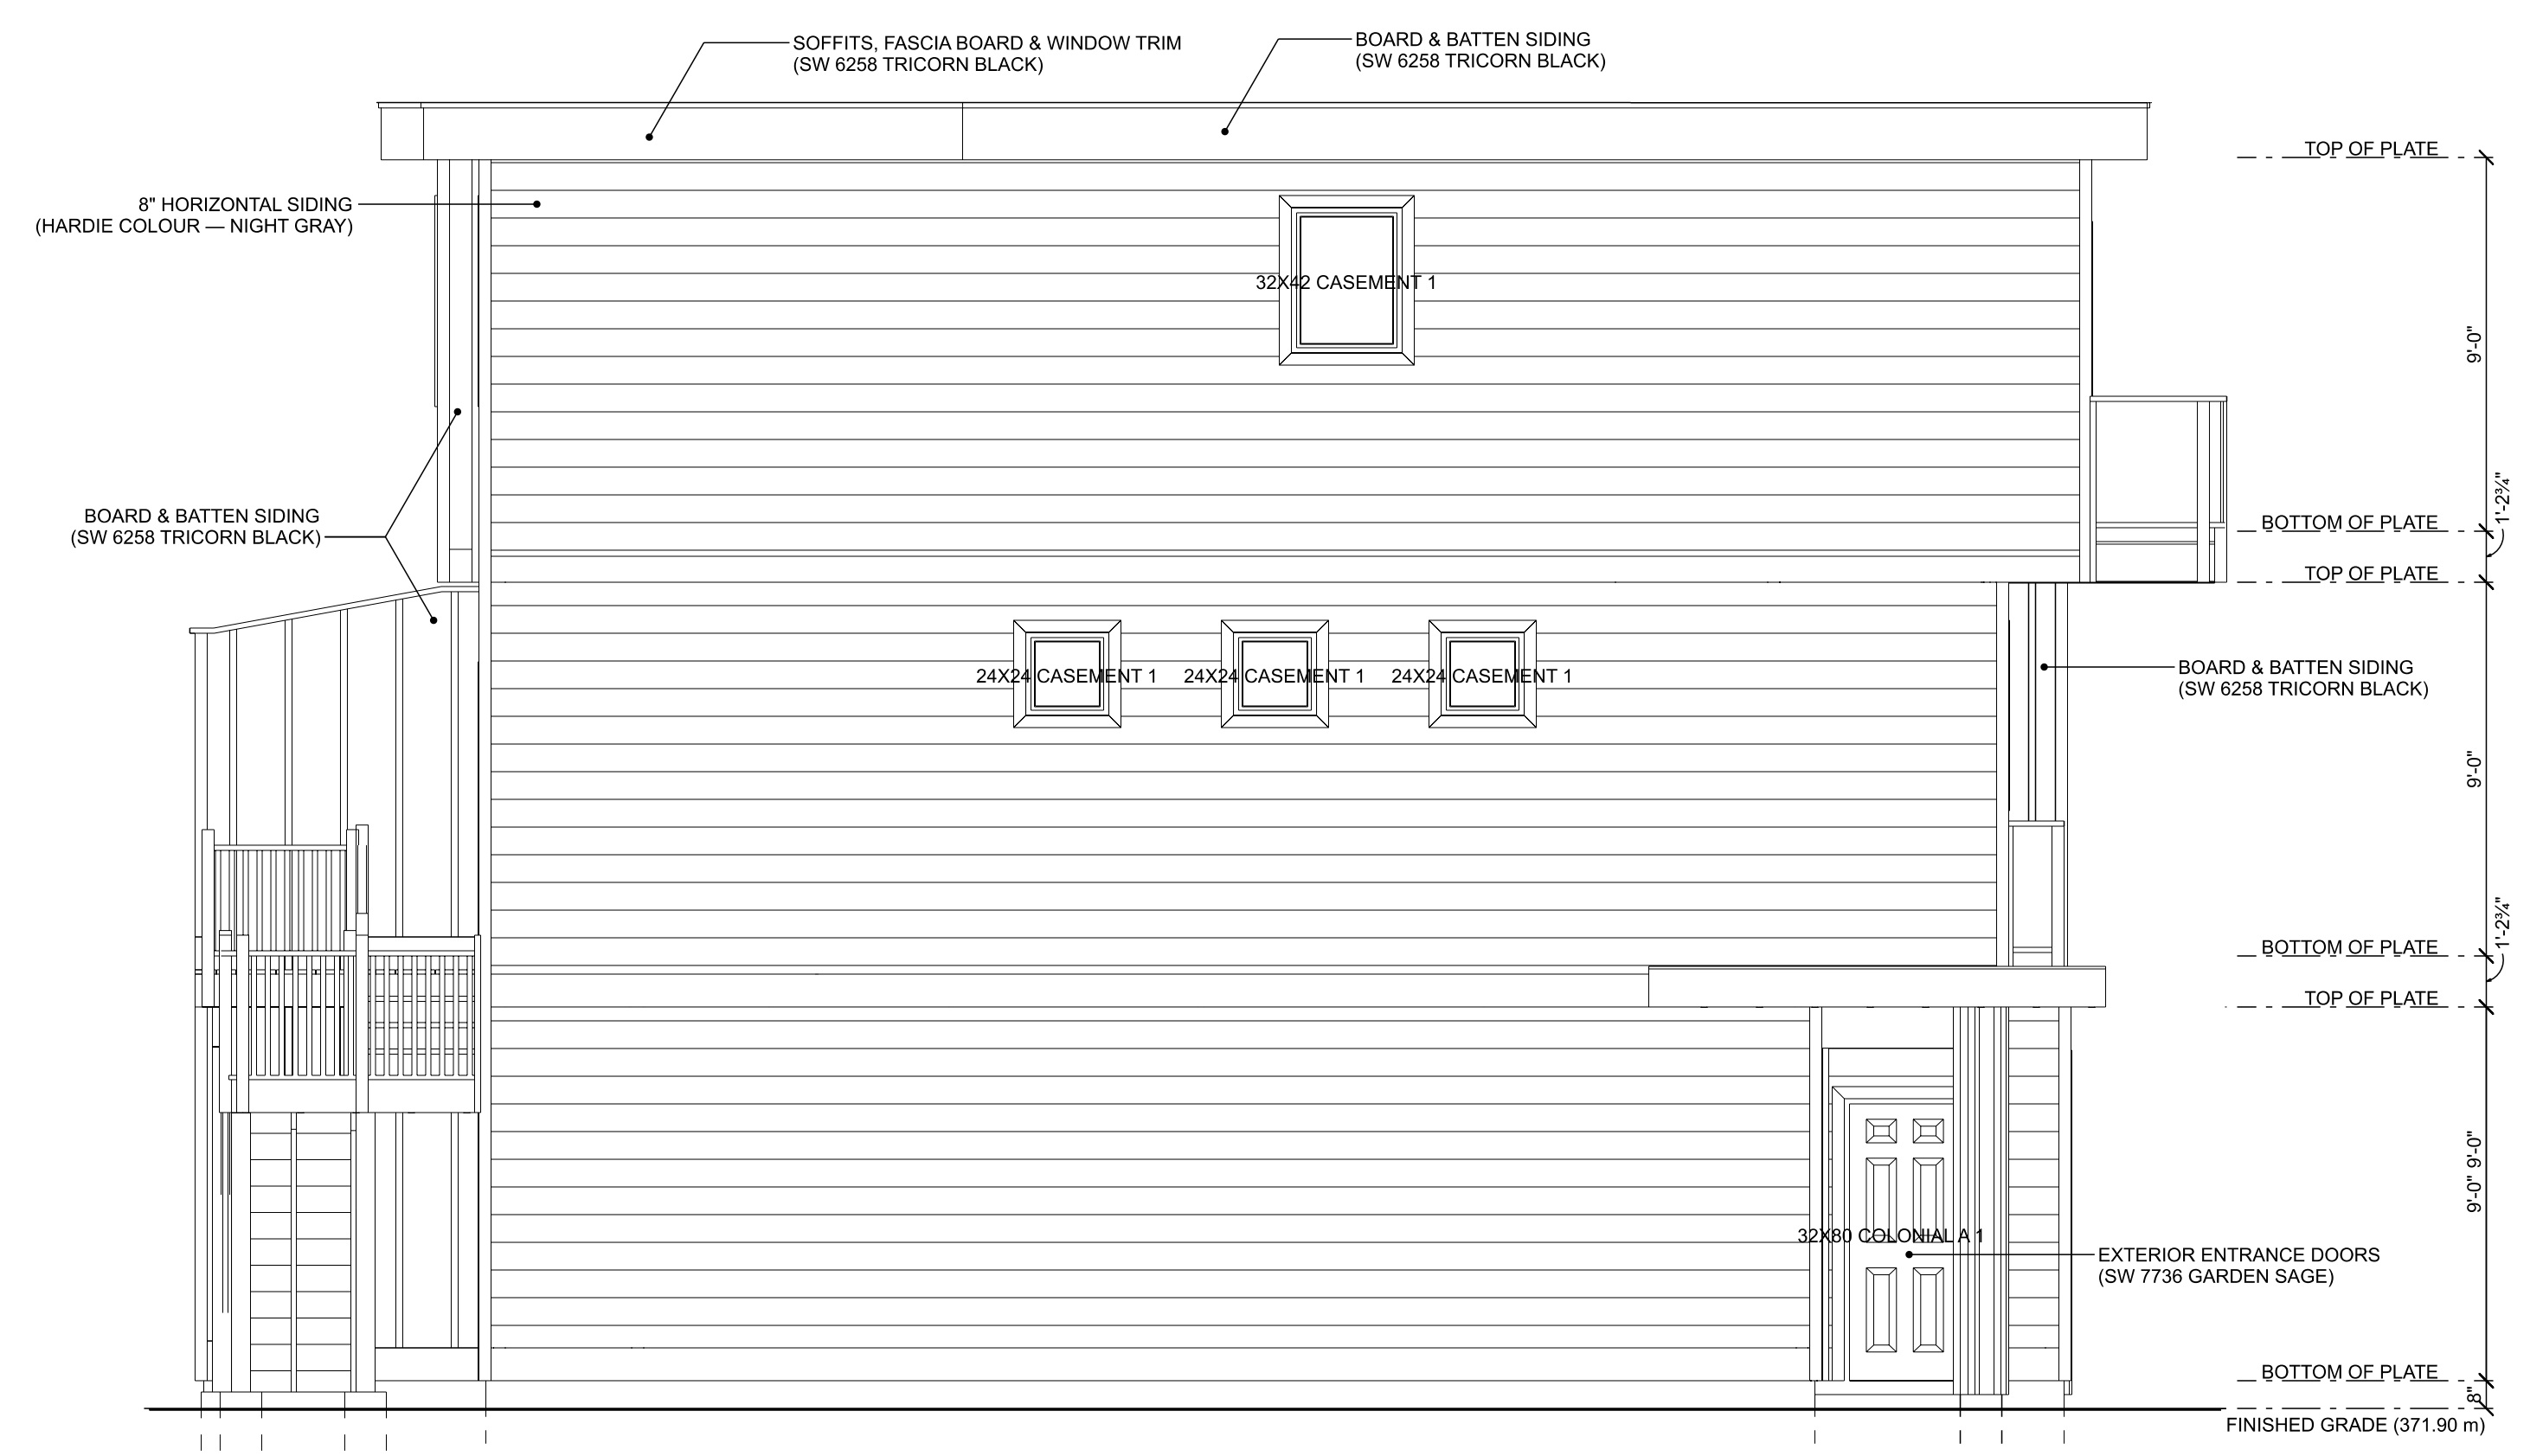 SOFFITS, FASCIA BOARD & WINDOW TRIM
(SW 6258 TRICORN BLACK)
BOARD & BATTEN SIDING
(SW 6258 TRICORN BLACK)
TOP OF PLATE
8" HORIZONTAL SIDING
(HARDIE COLOUR — NIGHT GRAY)
32X42 CASEMENT 1
9'-0"
BOARD & BATTEN SIDING
(SW 6258 TRICORN BLACK)
BOTTOM OF PLATE
1'-2¾"
TOP OF PLATE
24X24 CASEMENT 1
24X24 CASEMENT 1
24X24 CASEMENT 1
BOARD & BATTEN SIDING
(SW 6258 TRICORN BLACK)
9'-0"
BOTTOM OF PLATE
1'-2¾"
TOP OF PLATE
9'-0" 9'-0"
32X80 COLONIAL A 1
EXTERIOR ENTRANCE DOORS
(SW 7736 GARDEN SAGE)
BOTTOM OF PLATE
8"
FINISHED GRADE (371.90 m)